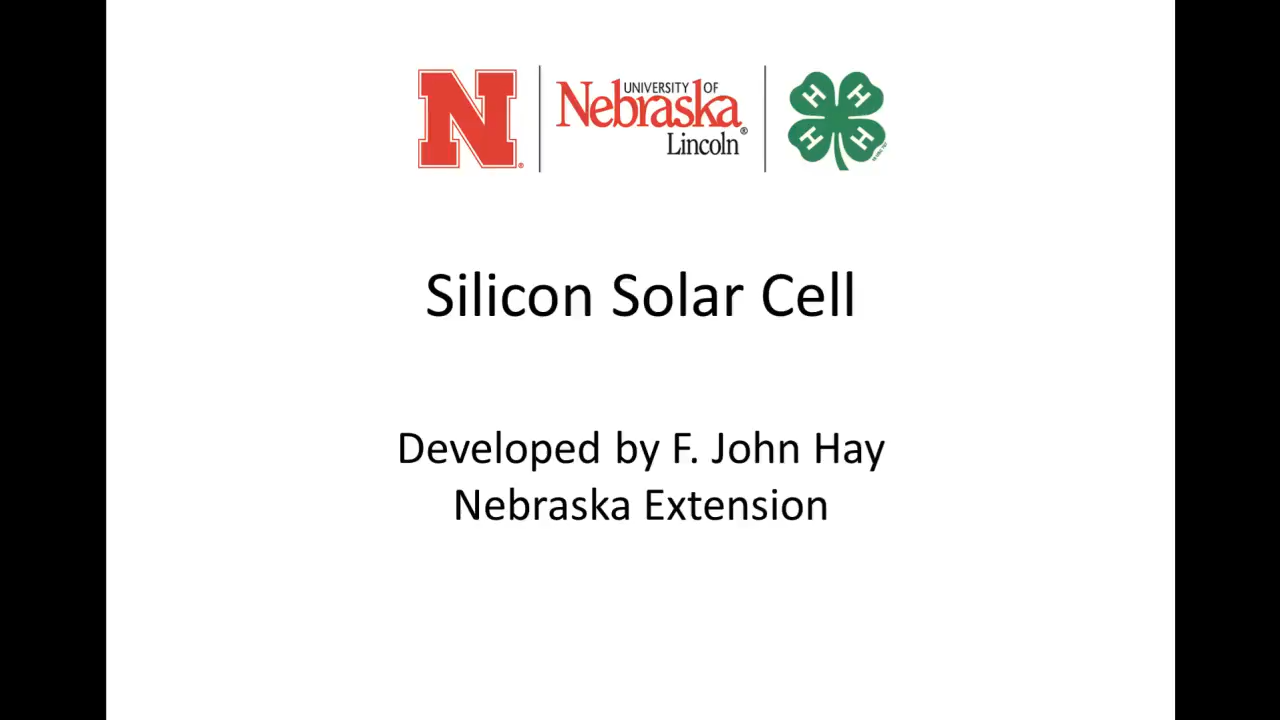 N
UNIVERSITY OF
Nebraska
Lincoln®
H H
H H
Silicon Solar Cell
Developed by F. John Hay
Nebraska Extension